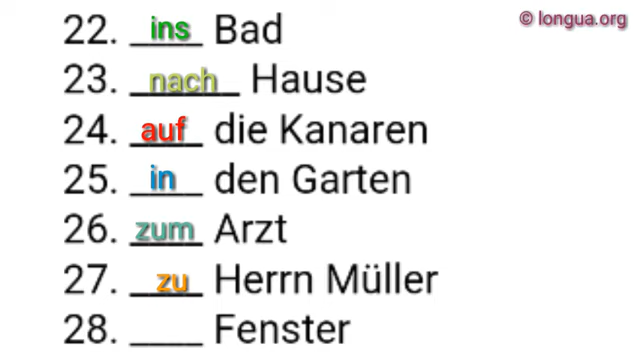 © longua.org
22. ins Bad
23. nach Hause
24. auf die Kanaren
25. in den Garten
26. zum Arzt
27. zu Herrn Müller
28. ____ Fenster